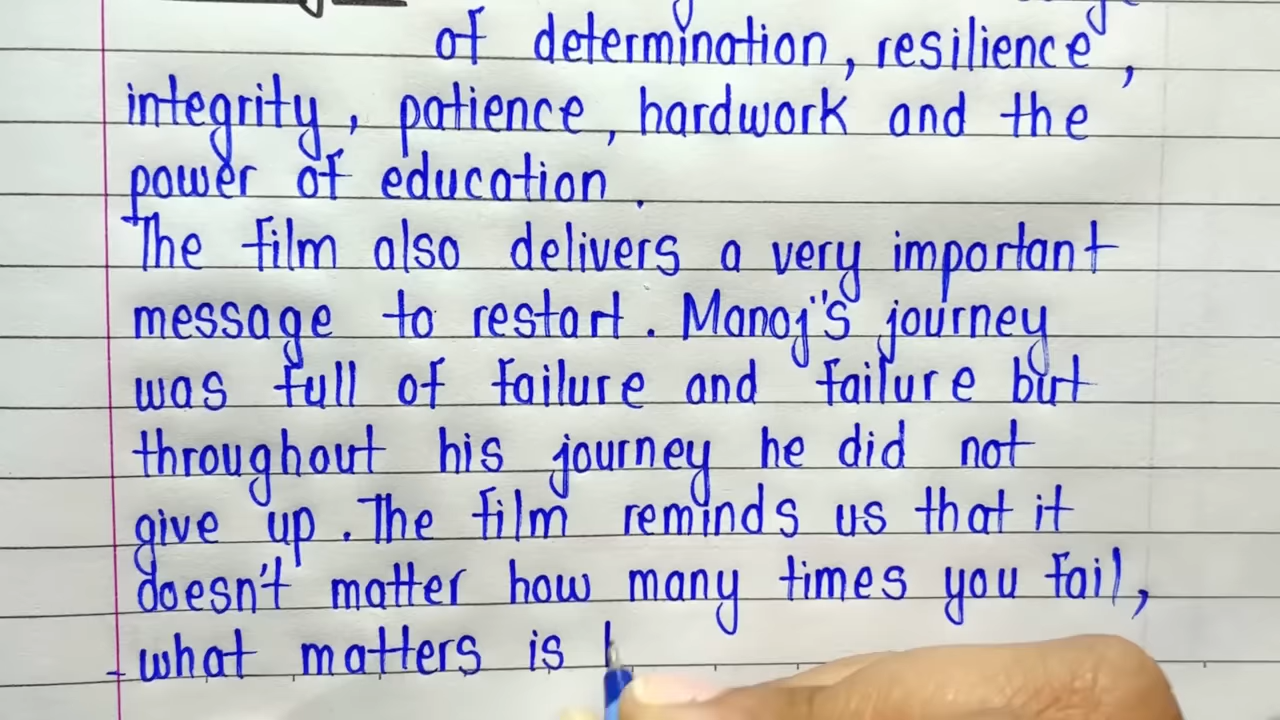 of determination, resilience,
integrity, patience, hardwork and the
power of education.
The film also delivers a very important
message to restart. Manoj's journey
was full of failure and failure but
throughout his journey he did not
give up. The film reminds us that it
doesn't matter how many times you fail,
what matters is